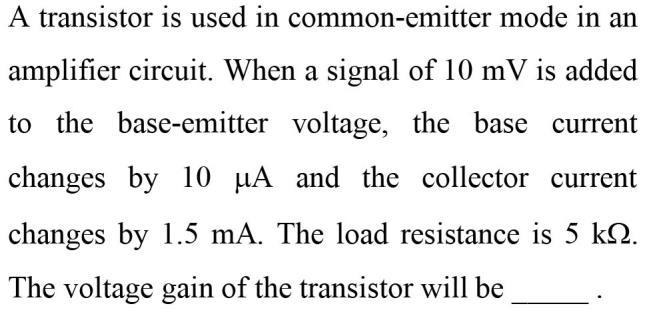 A transistor is used in common-emitter mode in an
amplifier circuit. When a signal of 10 mV is added
to the base-emitter voltage, the base current
changes by 10 μA and the collector current
changes by 1.5 mA. The load resistance is 5 kΩ.
The voltage gain of the transistor will be ______ .